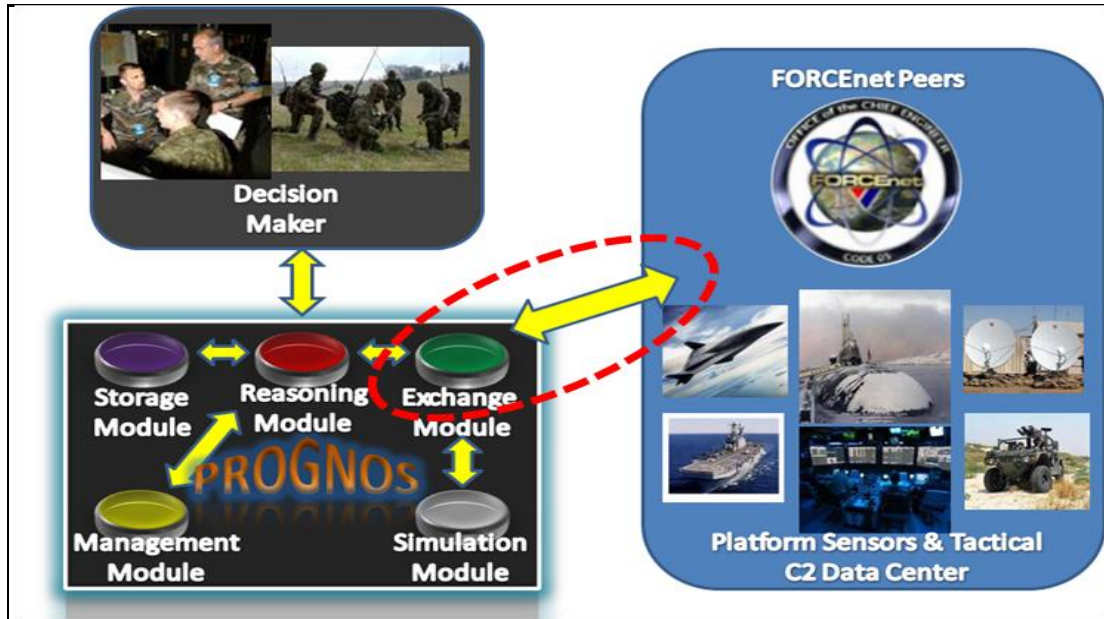 Decision
Maker
FORCEnet Peers
OFFICE of the CHIEF ENGINEER
FORCEnet
CODE 05
Storage
Module
Reasoning
Module
Exchange
Module
PROGNOS
Management
Module
Simulation
Module
Platform Sensors & Tactical
C2 Data Center